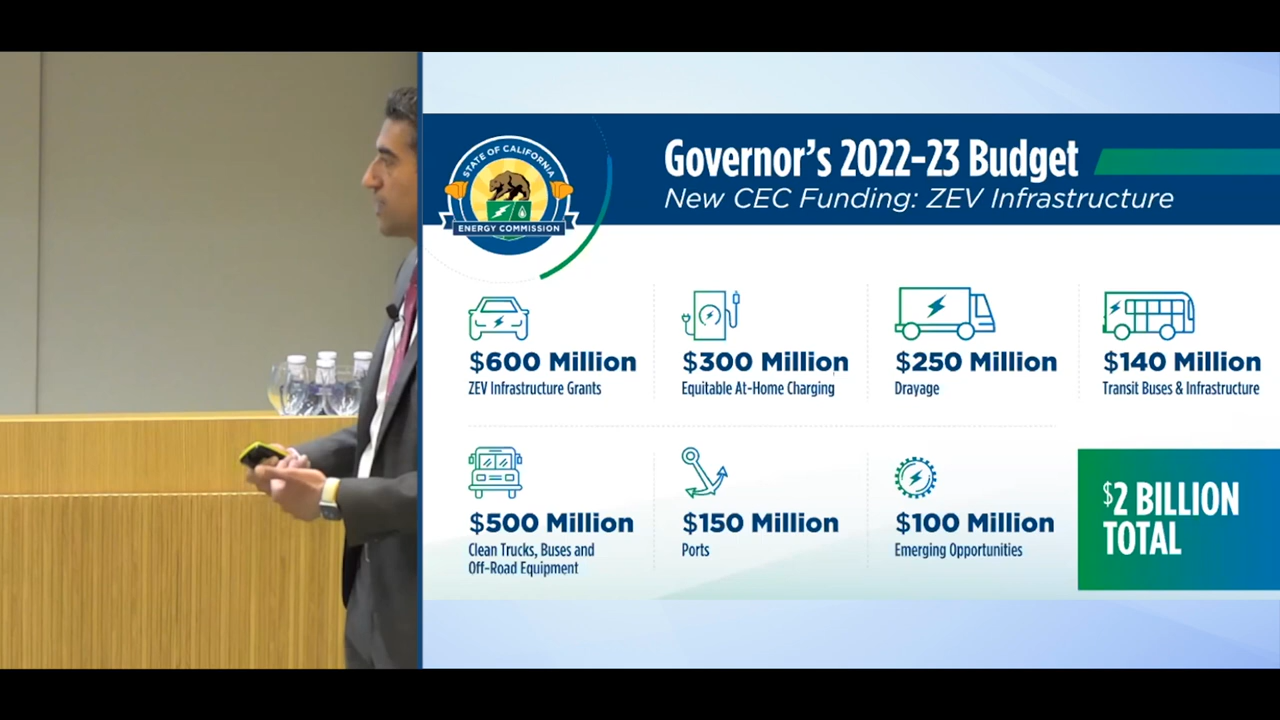 Governor's 2022-23 Budget
New CEC Funding: ZEV Infrastructure
STATE OF CALIFORNIA
ENERGY COMMISSION
$600 Million
ZEV Infrastructure Grants
$300 Million
Equitable At-Home Charging
$250 Million
Drayage
$140 Million
Transit Buses & Infrastructure
$500 Million
Clean Trucks, Buses and
Off-Road Equipment
$150 Million
Ports
$100 Million
Emerging Opportunities
$2 BILLION
TOTAL